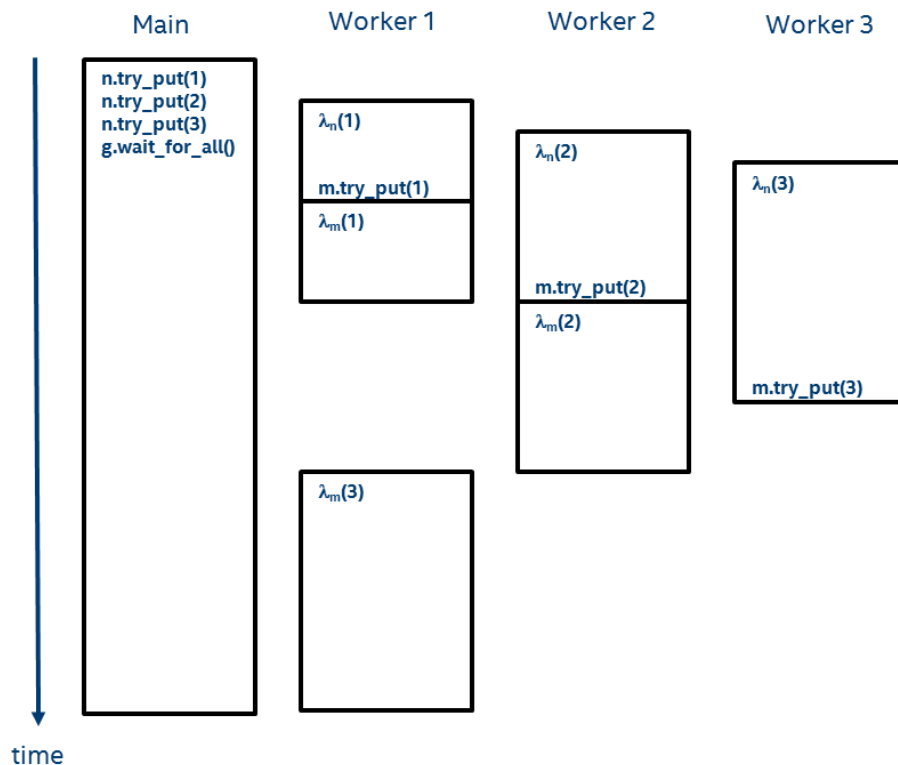 Main
Worker 1
Worker 2
Worker 3
n.try_put(1)
n.try_put(2)
n.try_put(3)
g.wait_for_all()
λn(1)
m.try_put(1)
λm(1)
λm(3)
λn(2)
m.try_put(2)
λm(2)
λn(3)
m.try_put(3)
time